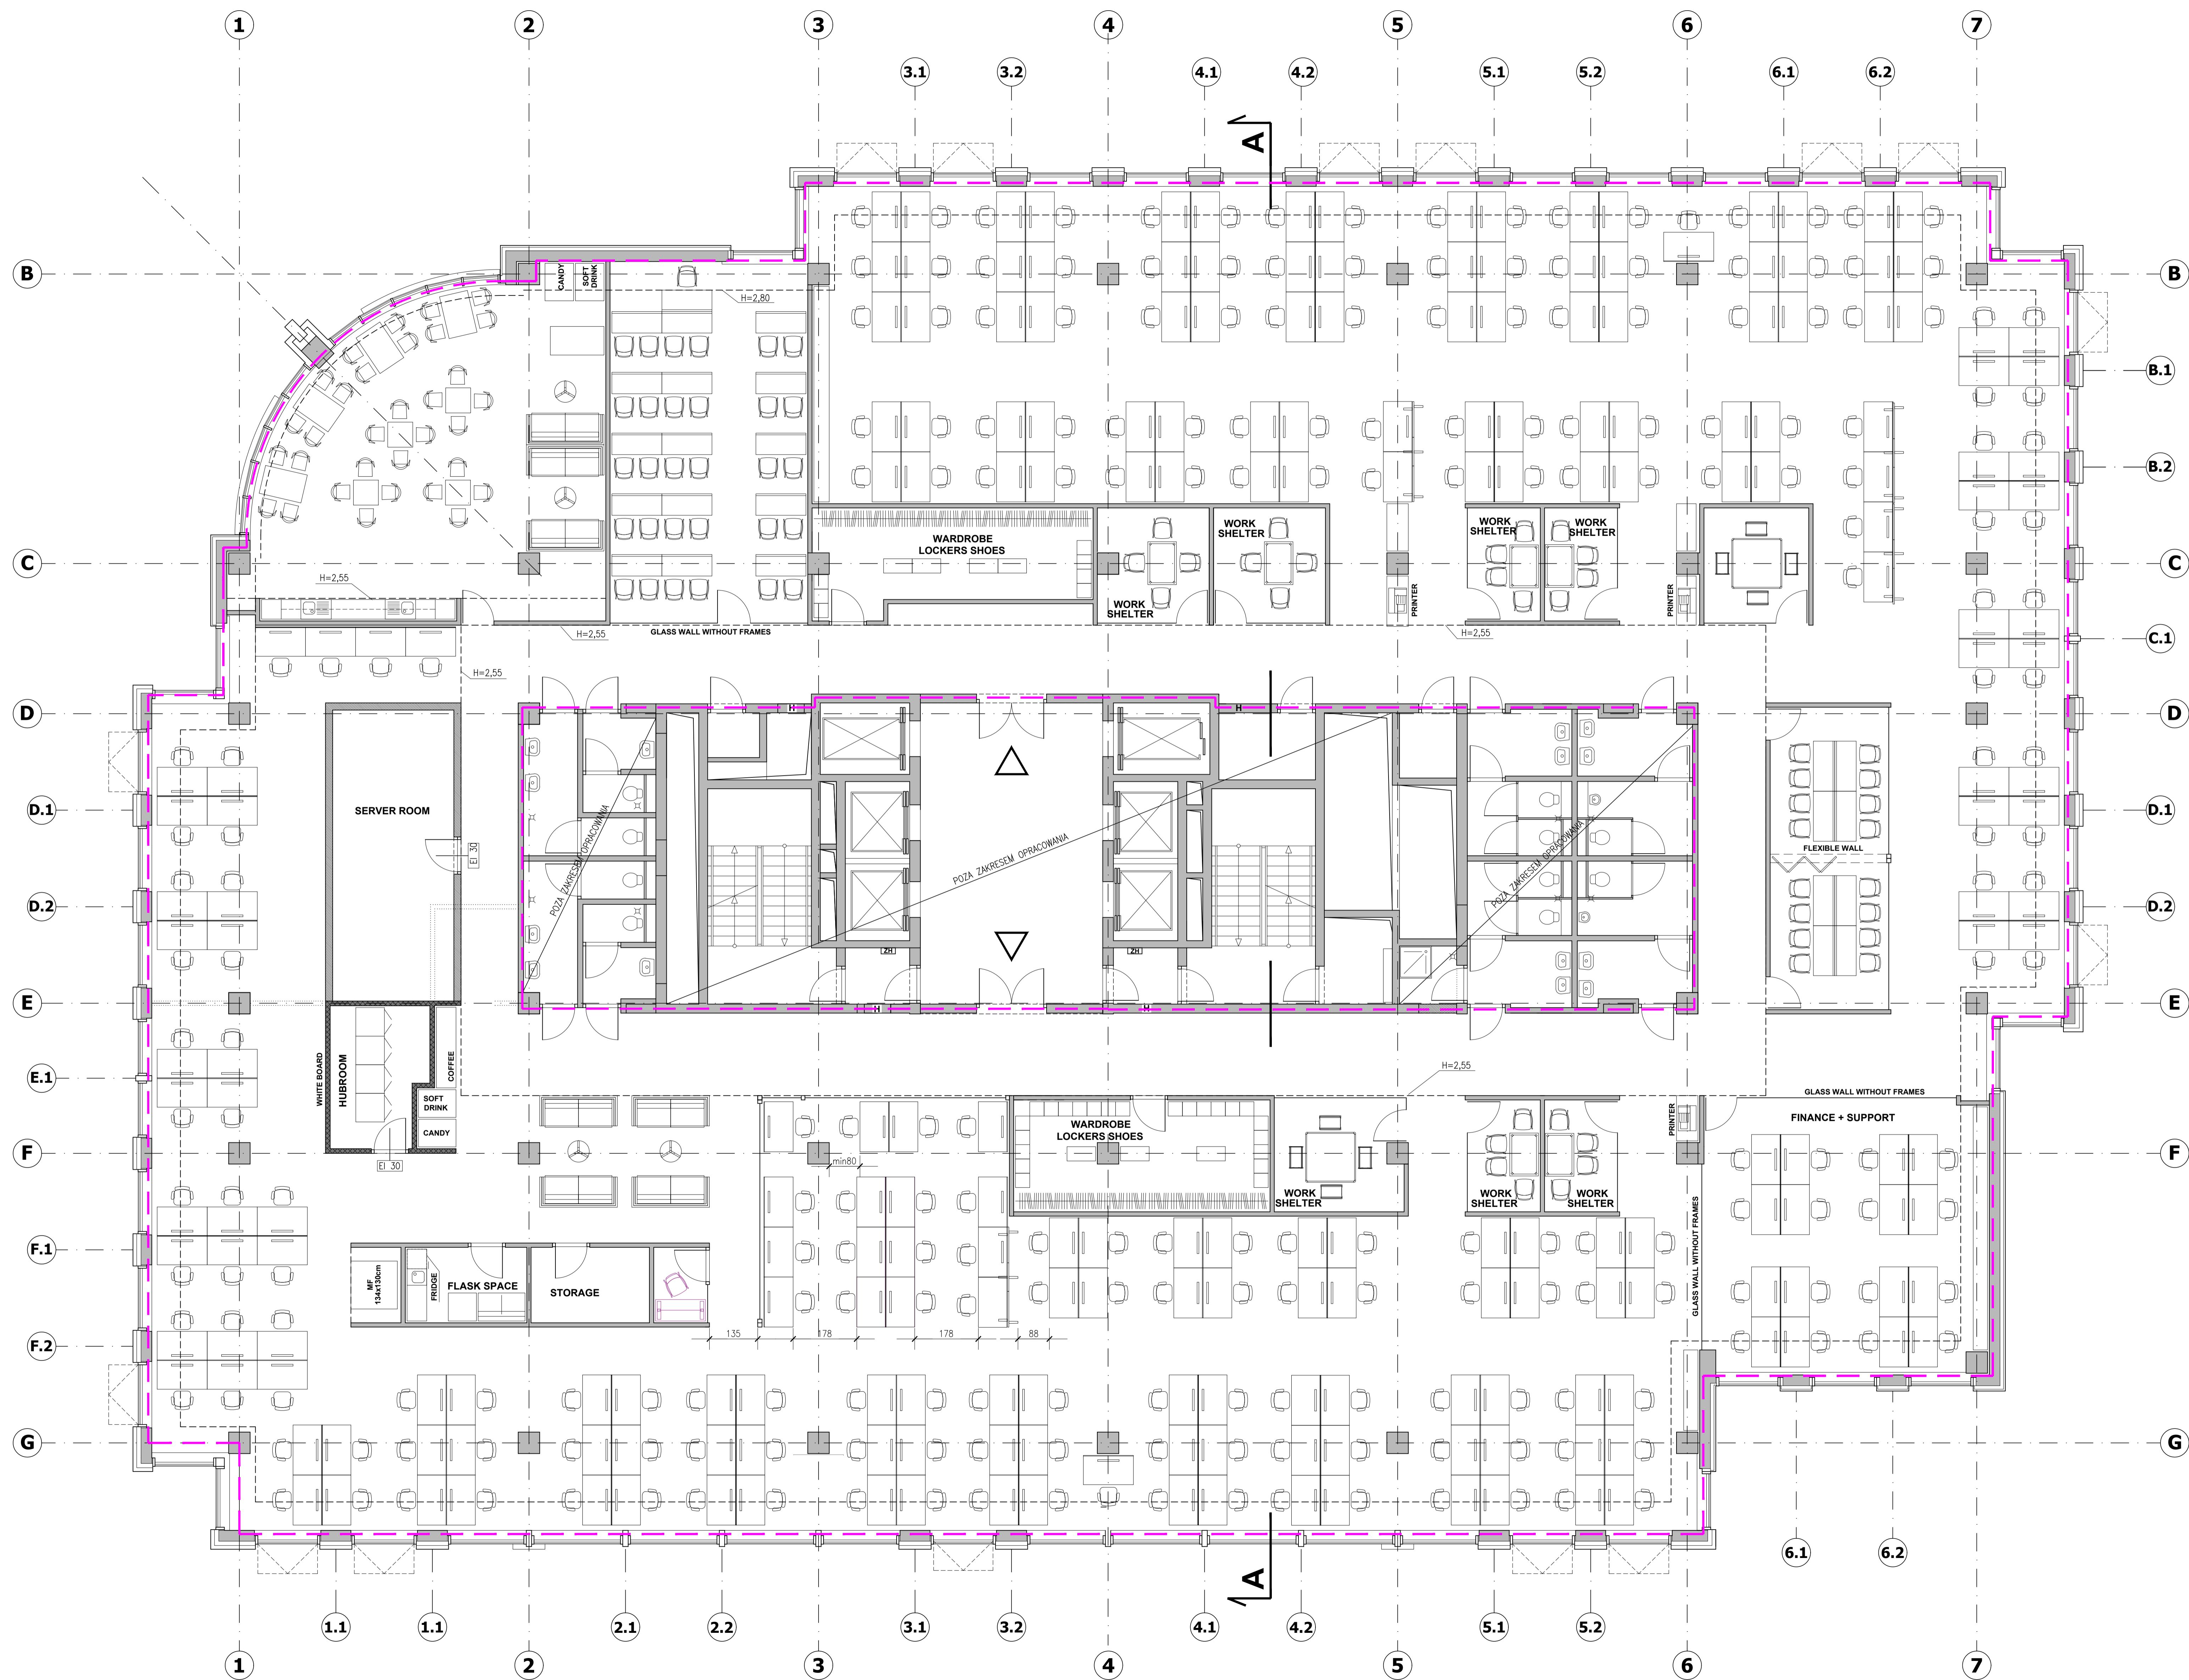 1 2 3 4 5 6 7
3.1 3.2 4.1 4.2 5.1 5.2 6.1 6.2
A
B B
CANDY
SOFT
DRINK
H=2,80
B.1
B.2
WARDROBE
LOCKERS SHOES
WORK
SHELTER
WORK
SHELTER
WORK
SHELTER
WORK
SHELTER
C C
H=2,55
PRINTER
PRINTER
H=2,55
GLASS WALL WITHOUT FRAMES
H=2,55
C.1
H=2,55
D D
H
H
SERVER ROOM
EI 30
POZA ZAKRESEM OPRACOWANIA
POZA ZAKRESEM OPRACOWANIA
POZA ZAKRESEM OPRACOWANIA
D.1 D.1
FLEXIBLE WALL
D.2 D.2
ZH
ZH
E E
H
H
WHITE BOARD
HUBROOM
COFFEE
SOFT
DRINK
CANDY
EI 30
E.1
H=2,55
GLASS WALL WITHOUT FRAMES
FINANCE + SUPPORT
PRINTER
WARDROBE
LOCKERS SHOES
F F
min80
WORK
SHELTER
WORK
SHELTER
WORK
SHELTER
GLASS WALL WITHOUT FRAMES
F.1
MF
134x130cm
FRIDGE
FLASK SPACE
STORAGE
F.2
135 178 178 88
G G
6.1 6.2
A
1.1 1.1 2.1 2.2 3.1 3.2 4.1 4.2 5.1 5.2
1 2 3 4 5 6 7